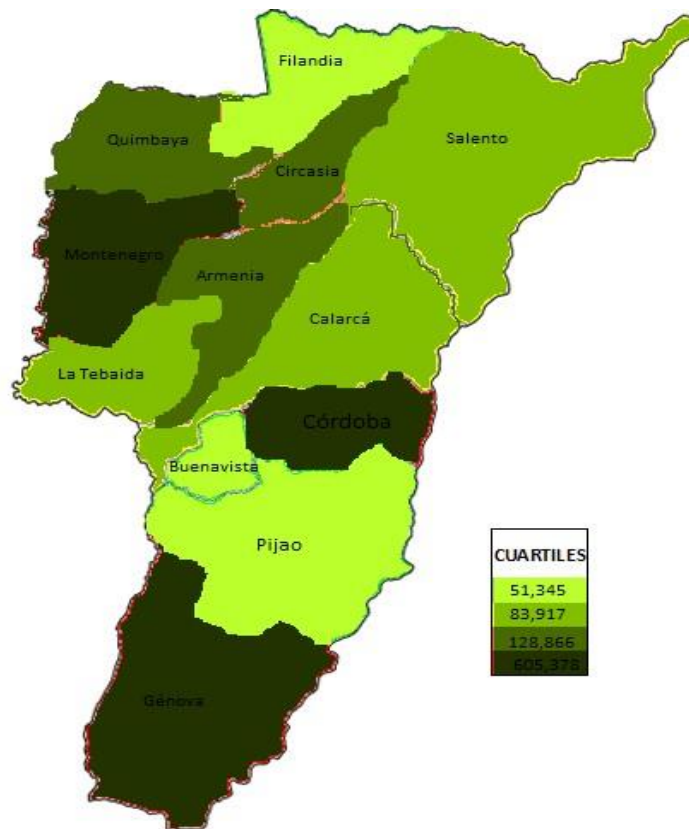 Filandia
Quimbaya
Salento
Circasia
Montenegro
Armenia
Calarcá
La Tebaida
Córdoba
Buenavista
Pijao
Génova
CUARTILES
51,345
83,917
128,866
605,378